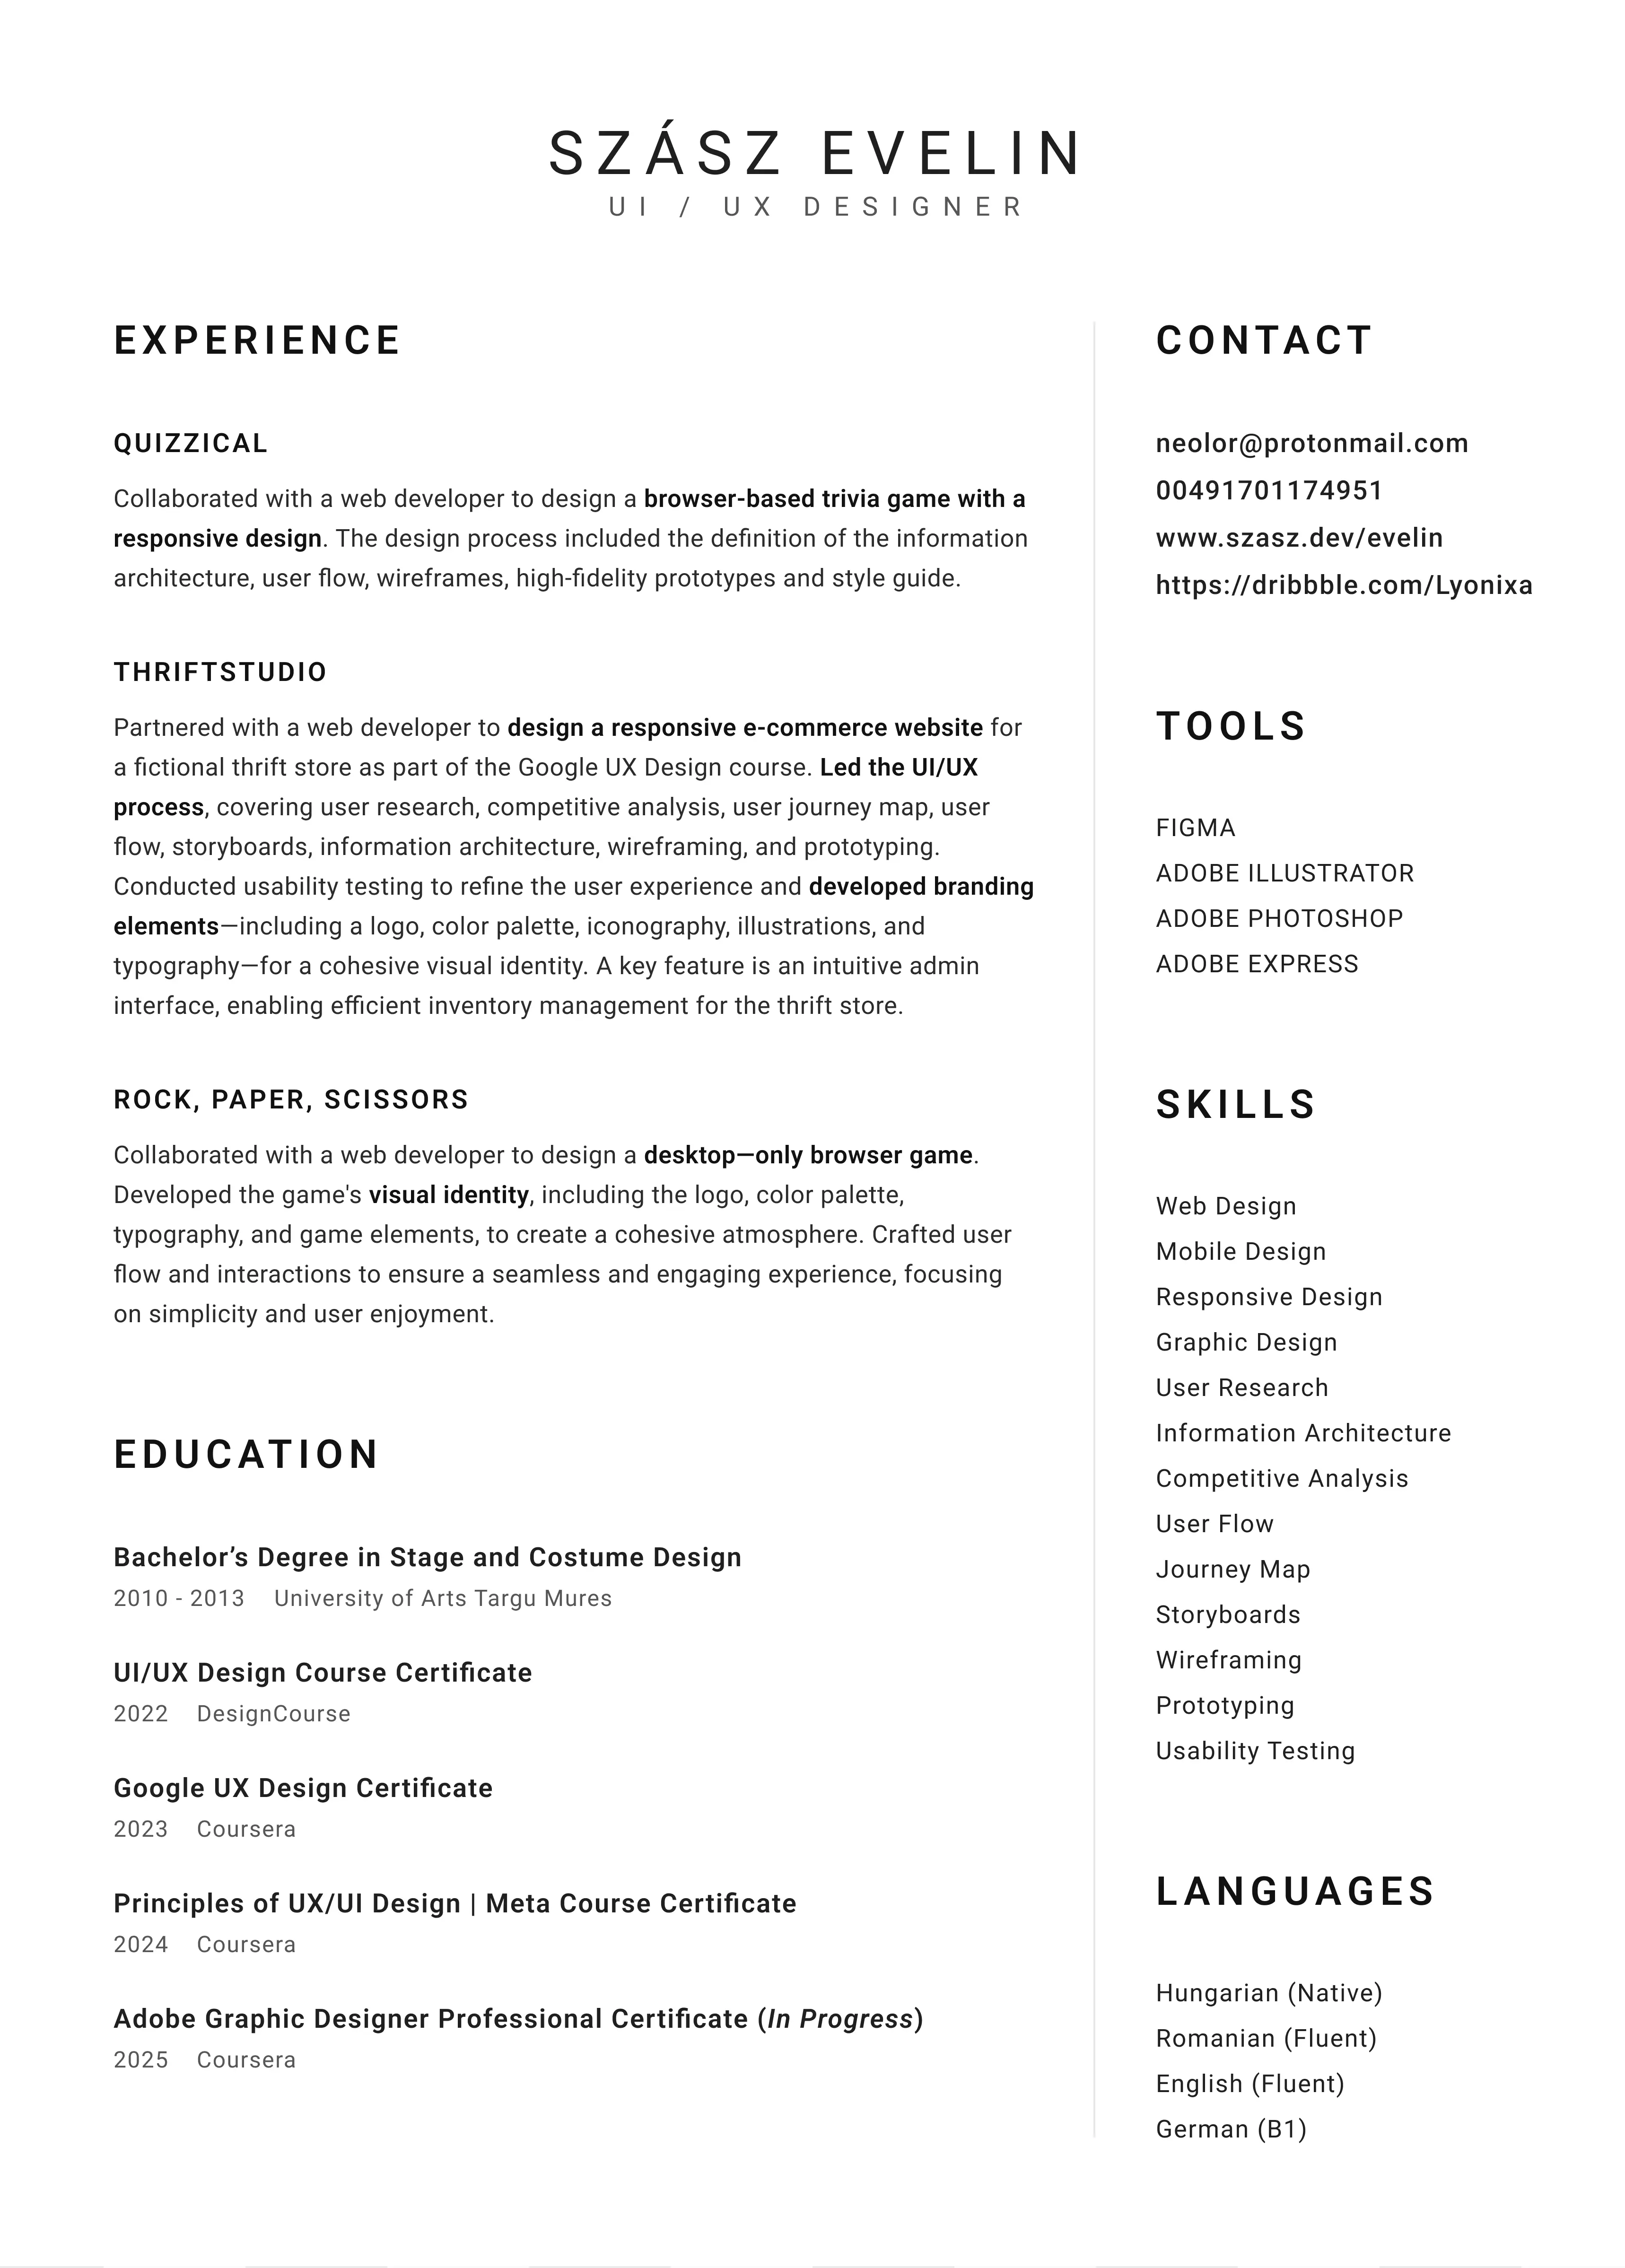 SZÁSZ EVELIN
UI / UX DESIGNER
EXPERIENCE
QUIZZICAL
Collaborated with a web developer to design a browser-based trivia game with a
responsive design. The design process included the definition of the information
architecture, user flow, wireframes, high-fidelity prototypes and style guide.
THRIFTSTUDIO
Partnered with a web developer to design a responsive e-commerce website for
a fictional thrift store as part of the Google UX Design course. Led the UI/UX
process, covering user research, competitive analysis, user journey map, user
flow, storyboards, information architecture, wireframing, and prototyping.
Conducted usability testing to refine the user experience and developed branding
elements—including a logo, color palette, iconography, illustrations, and
typography—for a cohesive visual identity. A key feature is an intuitive admin
interface, enabling efficient inventory management for the thrift store.
ROCK, PAPER, SCISSORS
Collaborated with a web developer to design a desktop—only browser game.
Developed the game's visual identity, including the logo, color palette,
typography, and game elements, to create a cohesive atmosphere. Crafted user
flow and interactions to ensure a seamless and engaging experience, focusing
on simplicity and user enjoyment.
EDUCATION
Bachelor’s Degree in Stage and Costume Design
2010 - 2013 University of Arts Targu Mures
UI/UX Design Course Certificate
2022 DesignCourse
Google UX Design Certificate
2023 Coursera
Principles of UX/UI Design | Meta Course Certificate
2024 Coursera
Adobe Graphic Designer Professional Certificate (In Progress)
2025 Coursera
CONTACT
neolor@protonmail.com
00491701174951
www.szasz.dev/evelin
https://dribbble.com/Lyonixa
TOOLS
FIGMA
ADOBE ILLUSTRATOR
ADOBE PHOTOSHOP
ADOBE EXPRESS
SKILLS
Web Design
Mobile Design
Responsive Design
Graphic Design
User Research
Information Architecture
Competitive Analysis
User Flow
Journey Map
Storyboards
Wireframing
Prototyping
Usability Testing
LANGUAGES
Hungarian (Native)
Romanian (Fluent)
English (Fluent)
German (B1)